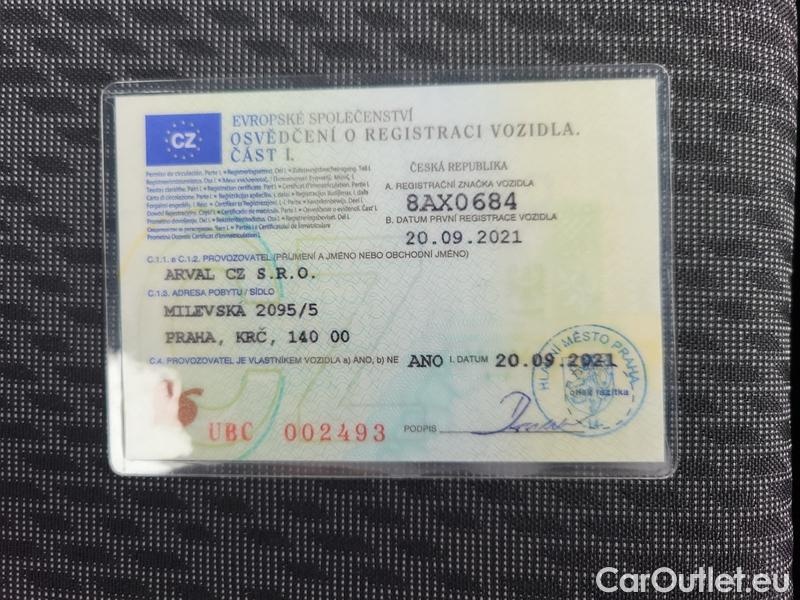 EVROPSKÉ SPOLEČENSTVÍ
OSVĚDČENÍ O REGISTRACI VOZIDLA.
ČÁST I.
CZ
ČESKÁ REPUBLIKA
A. REGISTRAČNÍ ZNAČKA VOZIDLA
8AX0684
B. DATUM PRVNÍ REGISTRACE VOZIDLA
20.09.2021
C.1.1. a C.1.2. PROVOZOVATEL (PŘÍJMENÍ A JMÉNO NEBO OBCHODNÍ JMÉNO)
ARVAL CZ S.R.O.
C.1.3. ADRESA POBYTU / SÍDLO
MILEVSKÁ 2095/5
PRAHA, KRČ, 140 00
C.4. PROVOZOVATEL JE VLASTNÍKEM VOZIDLA a) ANO, b) NE ANO I. DATUM 20.09.2021
HLAVNÍ MĚSTO PRAHA
otisk razítka
UBC 002493
PODPIS
CarOutlet.eu